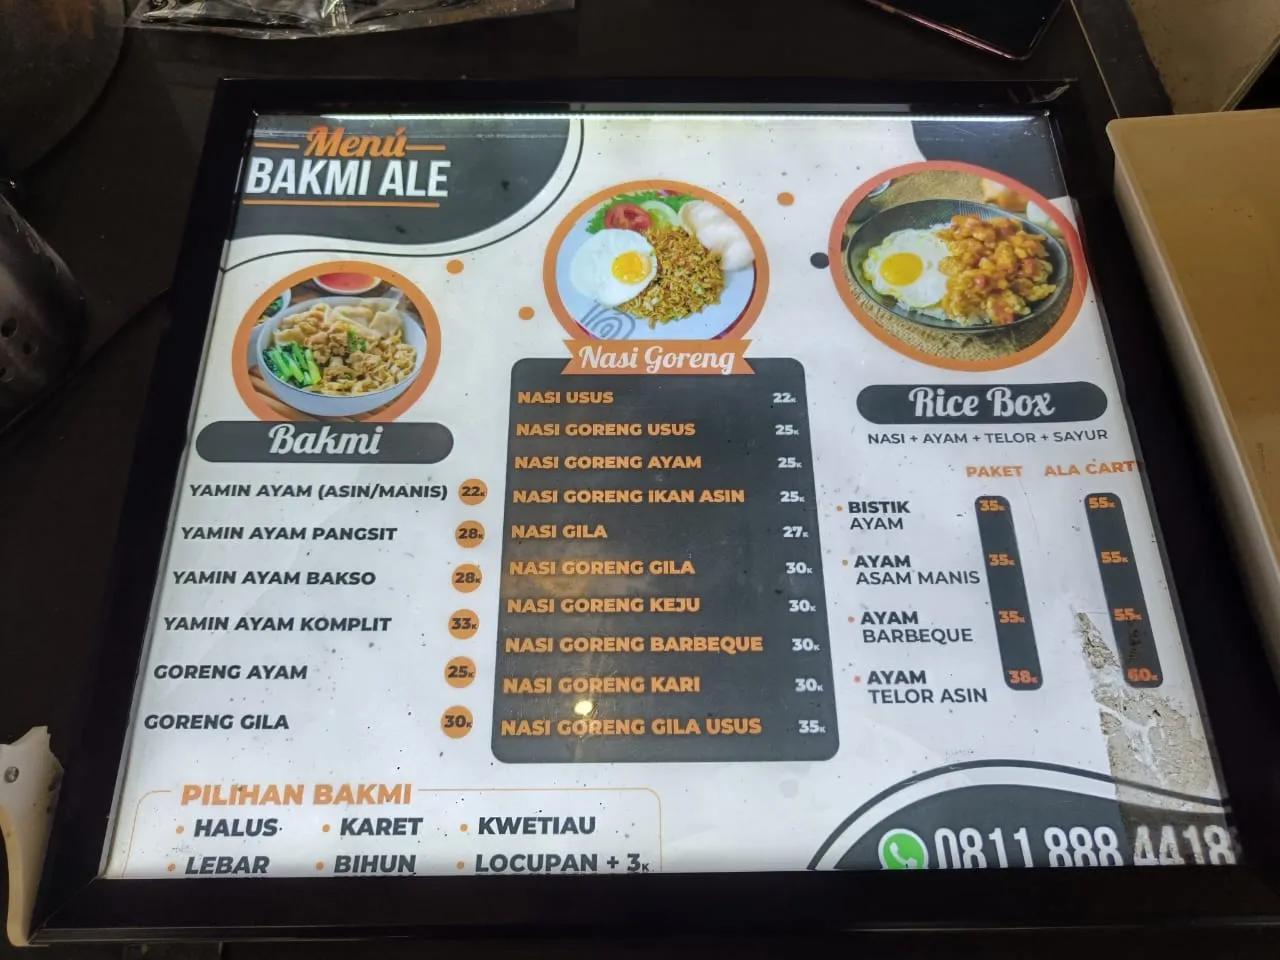 Menú
BAKMI ALE
Bakmi
YAMIN AYAM (ASIN/MANIS) 22K
YAMIN AYAM PANGSIT 28K
YAMIN AYAM BAKSO 28K
YAMIN AYAM KOMPLIT 33K
GORENG AYAM 25K
GORENG GILA 30K
PILIHAN BAKMI
• HALUS • KARET • KWETIAU
• LEBAR • BIHUN • LOCUPAN + 3K
Nasi Goreng
NASI USUS 22K
NASI GORENG USUS 25K
NASI GORENG AYAM 25K
NASI GORENG IKAN ASIN 25K
NASI GILA 27K
NASI GORENG GILA 30K
NASI GORENG KEJU 30K
NASI GORENG BARBEQUE 30K
NASI GORENG KARI 30K
NASI GORENG GILA USUS 35K
Rice Box
NASI + AYAM + TELOR + SAYUR
PAKET ALA CART
• BISTIK 35K 55K
AYAM
• AYAM 35K 55K
ASAM MANIS
• AYAM 35K 55K
BARBEQUE
• AYAM 38K 60K
TELOR ASIN
0811 888 4418